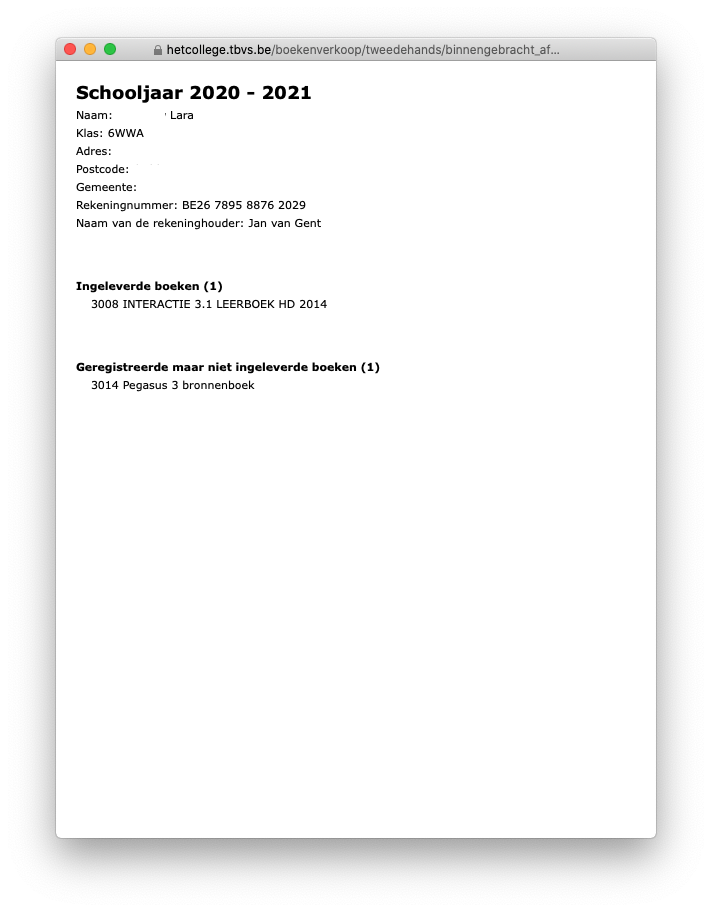 hetcollege.tbvs.be/boekenverkoop/tweedehands/binnengebracht_af...
Schooljaar 2020 - 2021
Naam: Lara
Klas: 6WWA
Adres:
Postcode:
Gemeente:
Rekeningnummer: BE26 7895 8876 2029
Naam van de rekeninghouder: Jan van Gent
Ingeleverde boeken (1)
3008 INTERACTIE 3.1 LEERBOEK HD 2014
Geregistreerde maar niet ingeleverde boeken (1)
3014 Pegasus 3 bronnenboek